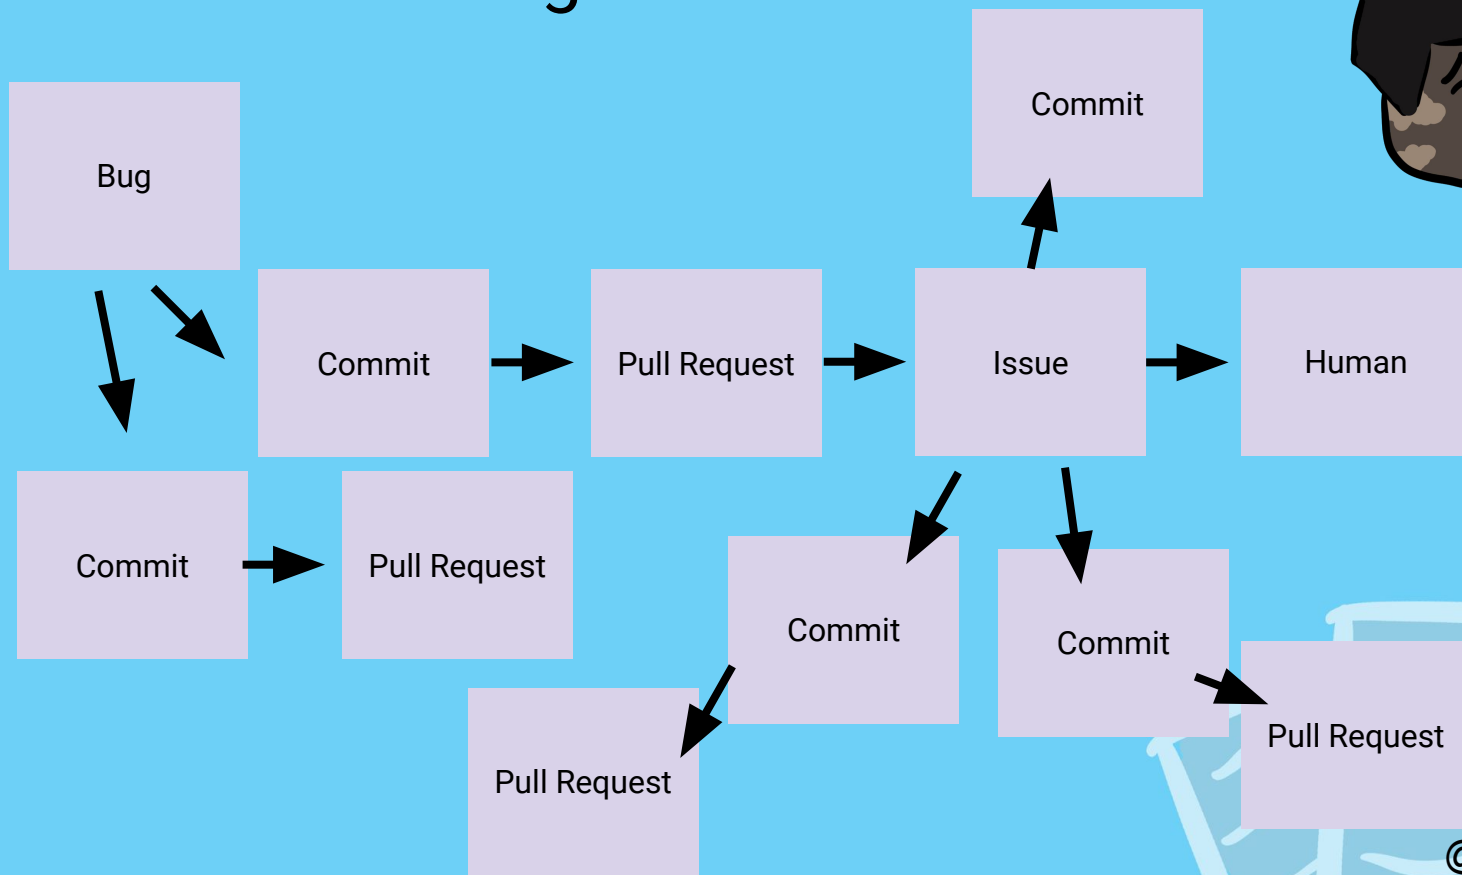 Commit
Bug
Commit
Pull Request
Issue
Human
Commit
Pull Request
Commit
Commit
Pull Request
Pull Request
@